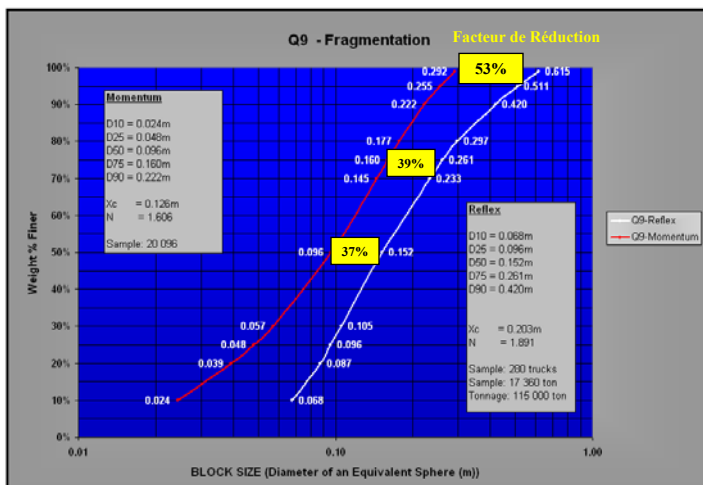 Q9 - Fragmentation
Facteur de Réduction
Weight % Finer
100%
90%
80%
70%
60%
50%
40%
30%
20%
10%
0%
Momentum
D10 = 0.024m
D25 = 0.048m
D50 = 0.096m
D75 = 0.160m
D90 = 0.222m
Xc = 0.126m
N = 1.606
Sample: 20 096
0.292
0.255
0.222
0.177
0.160
0.145
0.096
0.057
0.048
0.039
0.024
53%
39%
37%
0.615
0.511
0.420
0.297
0.261
0.233
0.152
0.105
0.096
0.087
0.068
Reflex
D10 = 0.068m
D25 = 0.096m
D50 = 0.152m
D75 = 0.261m
D90 = 0.420m
Xc = 0.203m
N = 1.891
Sample: 280 trucks
Sample: 17 360 ton
Tonnage: 115 000 ton
Q9-Reflex
Q9-Momentum
0.01
0.10
1.00
BLOCK SIZE (Diameter of an Equivalent Sphere (m))